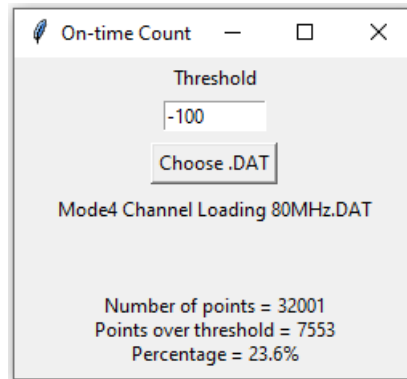 On-time Count
Threshold
-100
Choose .DAT
Mode4 Channel Loading 80MHz.DAT
Number of points = 32001
Points over threshold = 7553
Percentage = 23.6%